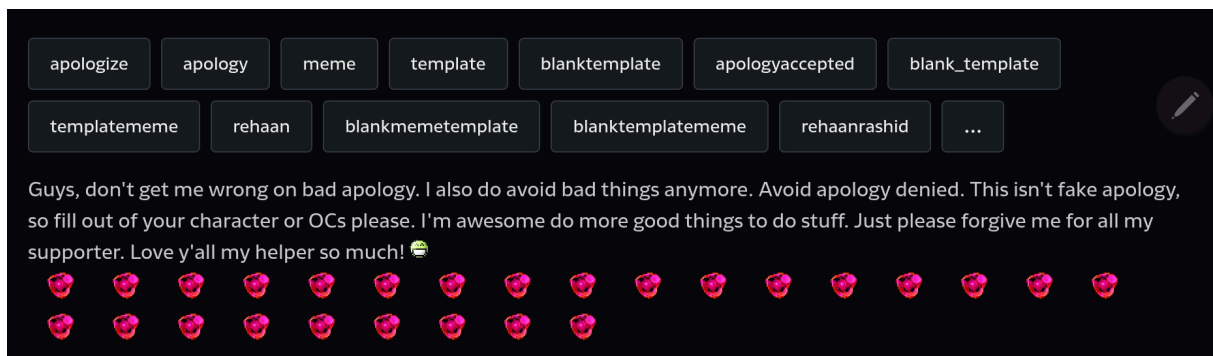 apologize apology meme template blanktemplate apologyaccepted blank_template
templatememe rehaan blankmemetemplate blanktemplatememe rehaanrashid ...
Guys, don't get me wrong on bad apology. I also do avoid bad things anymore. Avoid apology denied. This isn't fake apology,
so fill out of your character or OCs please. I'm awesome do more good things to do stuff. Just please forgive me for all my
supporter. Love y'all my helper so much!